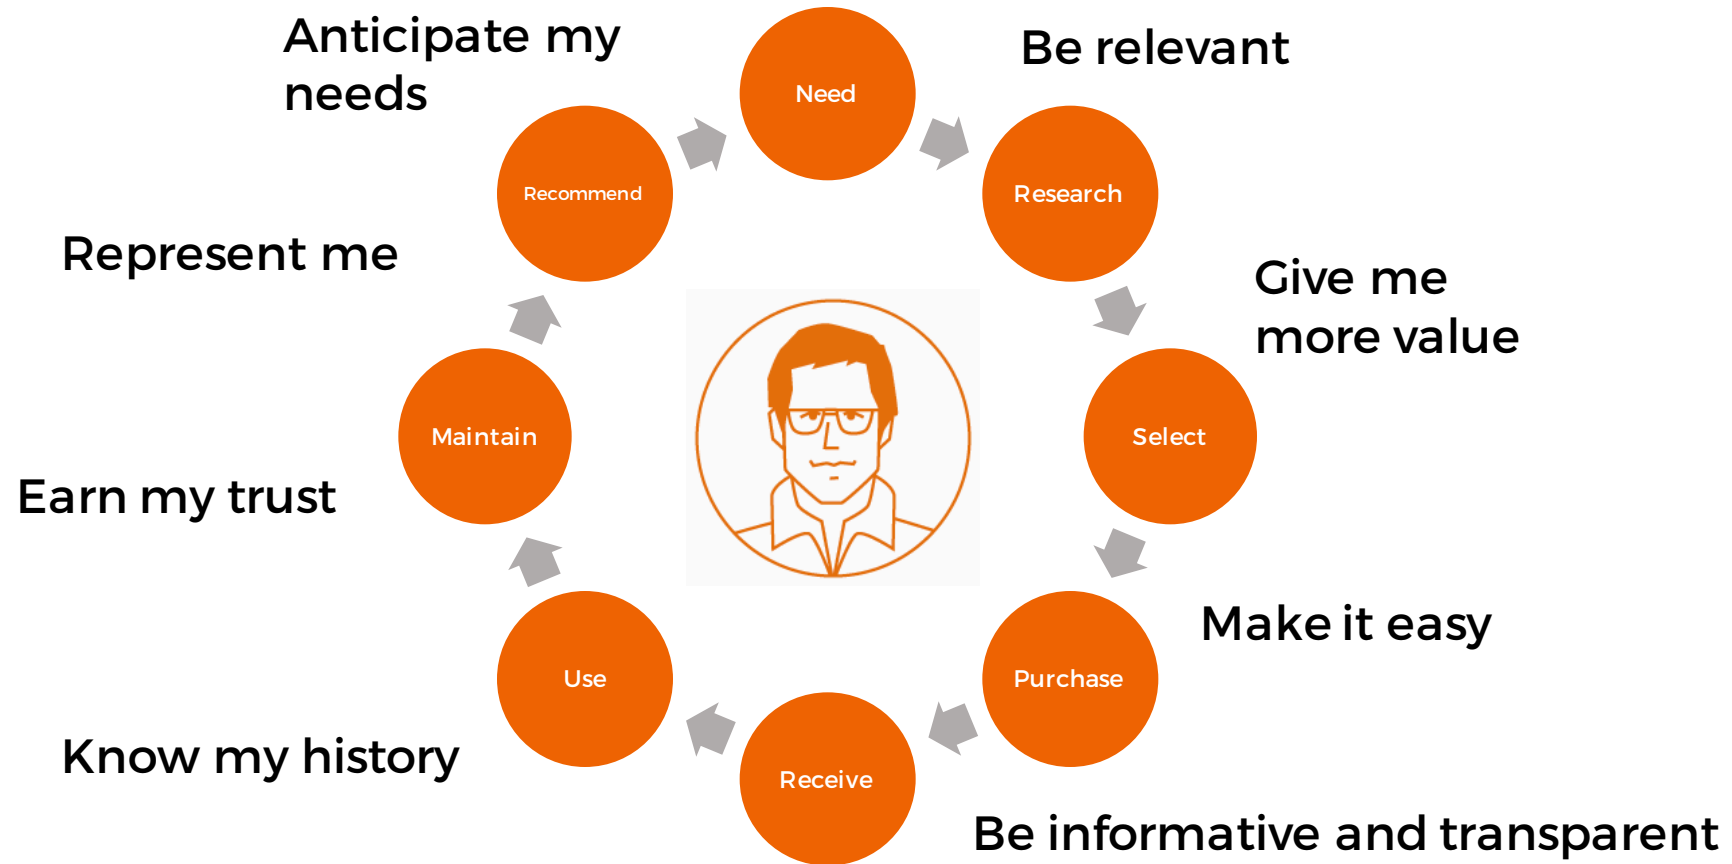 Anticipate my
needs
Need
Be relevant
Recommend
Research
Represent me
Give me
more value
Maintain
Select
Earn my trust
Make it easy
Use
Purchase
Know my history
Receive
Be informative and transparent